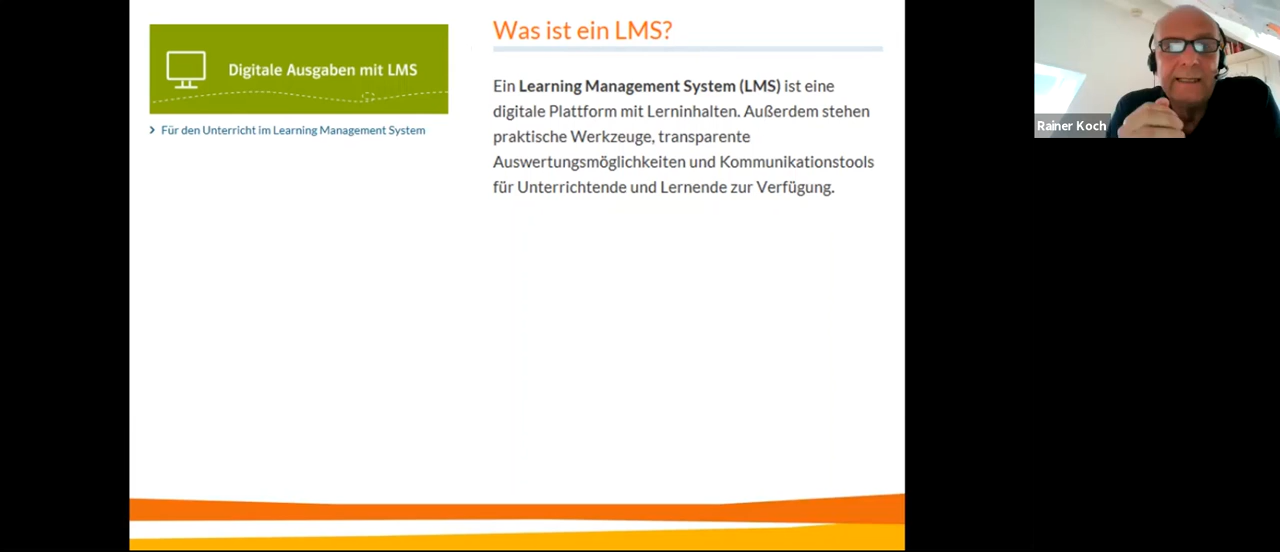 Digitale Ausgaben mit LMS
Für den Unterricht im Learning Management System
Was ist ein LMS?
Ein Learning Management System (LMS) ist eine
digitale Plattform mit Lerninhalten. Außerdem stehen
praktische Werkzeuge, transparente
Auswertungsmöglichkeiten und Kommunikationstools
für Unterrichtende und Lernende zur Verfügung.
Rainer Koch